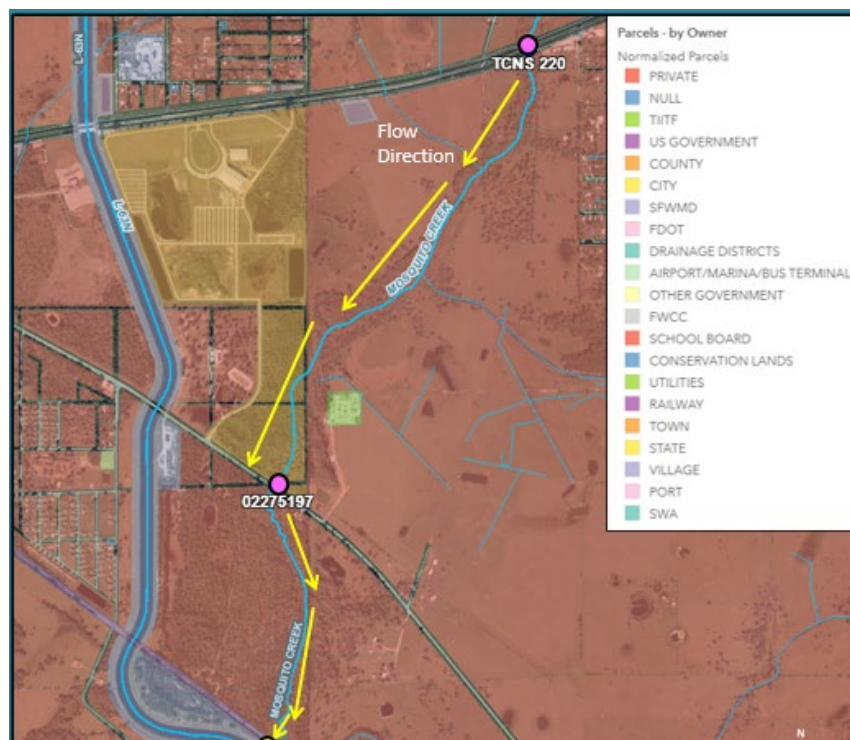 L-63N
TCNS 220
Flow
Direction
L-63N
MOSQUITO CREEK
02275197
MOSQUITO CREEK
N
Parcels - by Owner
Normalized Parcels
PRIVATE
NULL
TIITF
US GOVERNMENT
COUNTY
CITY
SFWMD
FDOT
DRAINAGE DISTRICTS
AIRPORT/MARINA/BUS TERMINAL
OTHER GOVERNMENT
FWCC
SCHOOL BOARD
CONSERVATION LANDS
UTILITIES
RAILWAY
TOWN
STATE
VILLAGE
PORT
SWA